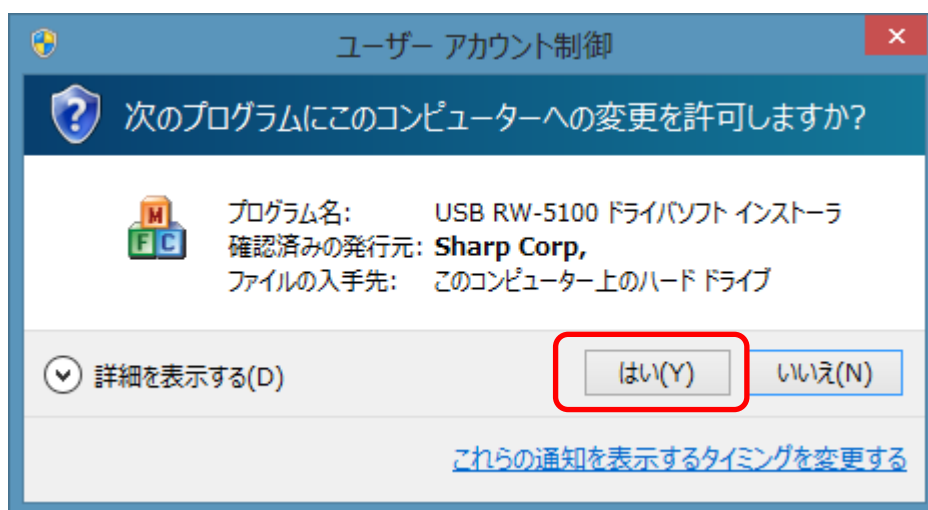 ユーザー アカウント制御
次のプログラムにこのコンピューターへの変更を許可しますか?
M
F C
プログラム名: USB RW-5100 ドライバソフト インストーラ
確認済みの発行元: Sharp Corp,
ファイルの入手先: このコンピューター上のハード ドライブ
詳細を表示する(D) はい(Y) いいえ(N)
これらの通知を表示するタイミングを変更する